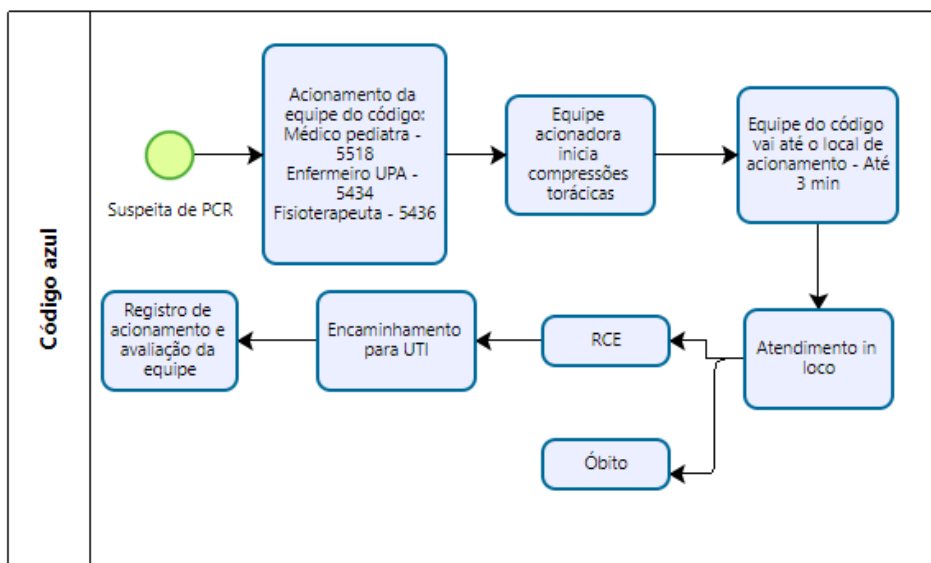 Código azul
Suspeita de PCR
Acionamento da
equipe do código:
Médico pediatra -
5518
Enfermeiro UPA -
5434
Fisioterapeuta - 5436
Equipe
acionadora
inicia
compressões
torácicas
Equipe do código
vai até o local de
acionamento - Até
3 min
Atendimento in
loco
RCE
Óbito
Encaminhamento
para UTI
Registro de
acionamento e
avaliação da
equipe